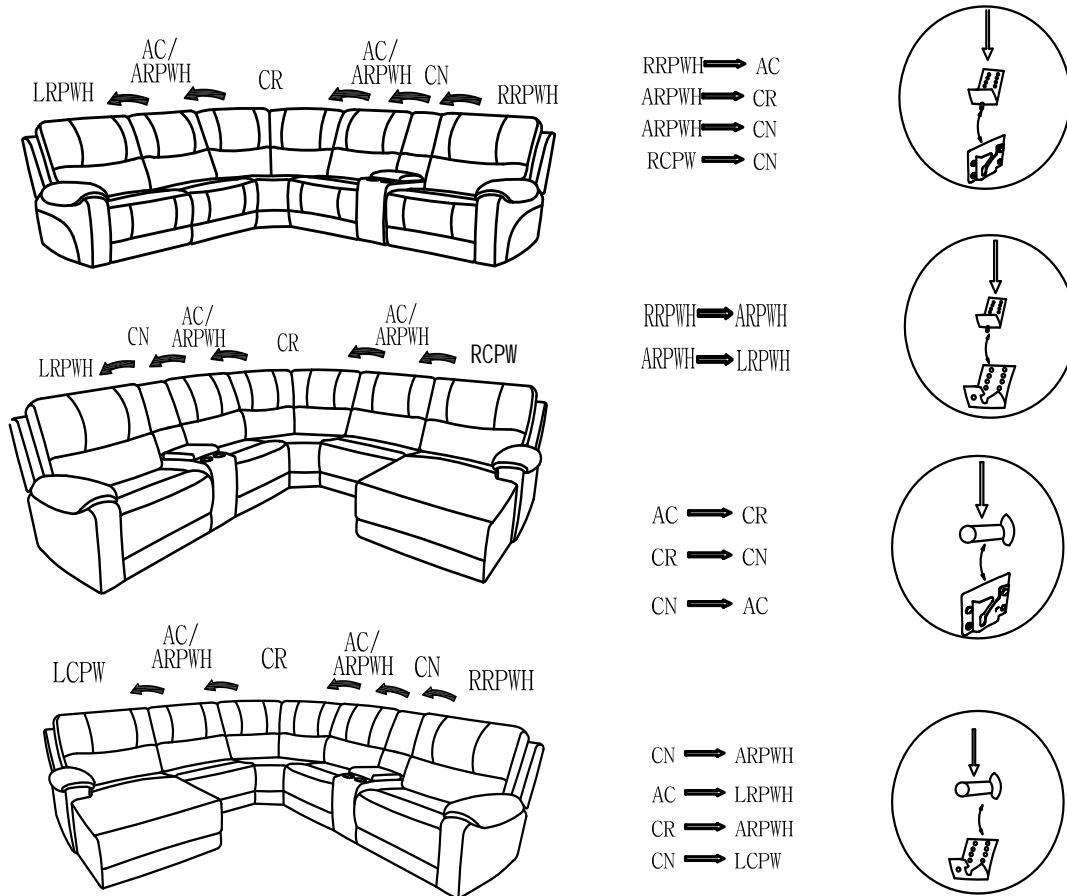 AC/
ARPWH
LRPWH
CR
AC/
ARPWH
CN
RRPWH
RRPWH AC
ARPWH CR
ARPWH CN
RCPW CN
LRPWH
CN
AC/
ARPWH
CR
AC/
ARPWH
RCPW
RRPWH ARPWH
ARPWH LRPWH
AC CR
CR CN
CN AC
LCPW
AC/
ARPWH
CR
AC/
ARPWH
CN
RRPWH
CN ARPWH
AC LRPWH
CR ARPWH
CN LCPW